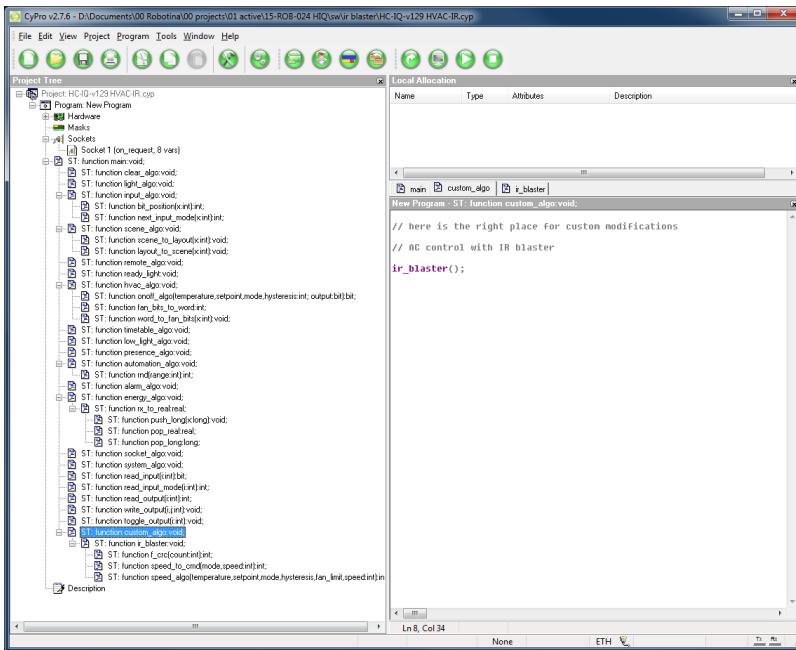 CyPro v2.7.6 - D:\Documents\00 Robotina\00 projects\01 active\15-ROB-024 HIQ\sw\ir blaster\HC-IQ-v129 HVAC-IR.cyp
File Edit View Project Program Tools Window Help
Project Tree
Project: HC-IQ-v129 HVAC-IR.cyp
Program: New Program
Hardware
Masks
Sockets
Socket 1 (on_request, 8 vars)
ST: function main:void;
ST: function clear_algo:void;
ST: function light_algo:void;
ST: function input_algo:void;
ST: function bit_position(x:int):int;
ST: function next_input_mode(x:int):int;
ST: function scene_algo:void;
ST: function scene_to_layout(x:int):void;
ST: function layout_to_scene(x:int):void;
ST: function remote_algo:void;
ST: function ready_light:void;
ST: function hvac_algo:void;
ST: function onoff_algo(temperature,setpoint,mode,hysteresis:int; output:bit):bit;
ST: function fan_bits_to_word:int;
ST: function word_to_fan_bits(x:int):void;
ST: function timetable_algo:void;
ST: function low_light_algo:void;
ST: function presence_algo:void;
ST: function automation_algo:void;
ST: function rnd(range:int):int;
ST: function alarm_algo:void;
ST: function energy_algo:void;
ST: function rx_to_real:real;
ST: function push_long(x:long):void;
ST: function pop_real:real;
ST: function pop_long:long;
ST: function socket_algo:void;
ST: function system_algo:void;
ST: function read_input(i:int):bit;
ST: function read_input_mode(i:int):int;
ST: function read_output(i:int):int;
ST: function write_output(i,j:int):void;
ST: function toggle_output(i:int):void;
ST: function custom_algo:void;
ST: function ir_blaster:void;
ST: function f_crc(count:int):int;
ST: function speed_to_cmd(mode,speed:int):int;
ST: function speed_algo(temperature,setpoint,mode,hysteresis,fan_limit,speed:int):in
Description
Local Allocation
Name Type Attributes Description
main custom_algo ir_blaster
New Program - ST: function custom_algo:void;
// here is the right place for custom modifications
// AC control with IR blaster
ir_blaster();
Ln 8, Col 34
None ETH Tx Rx